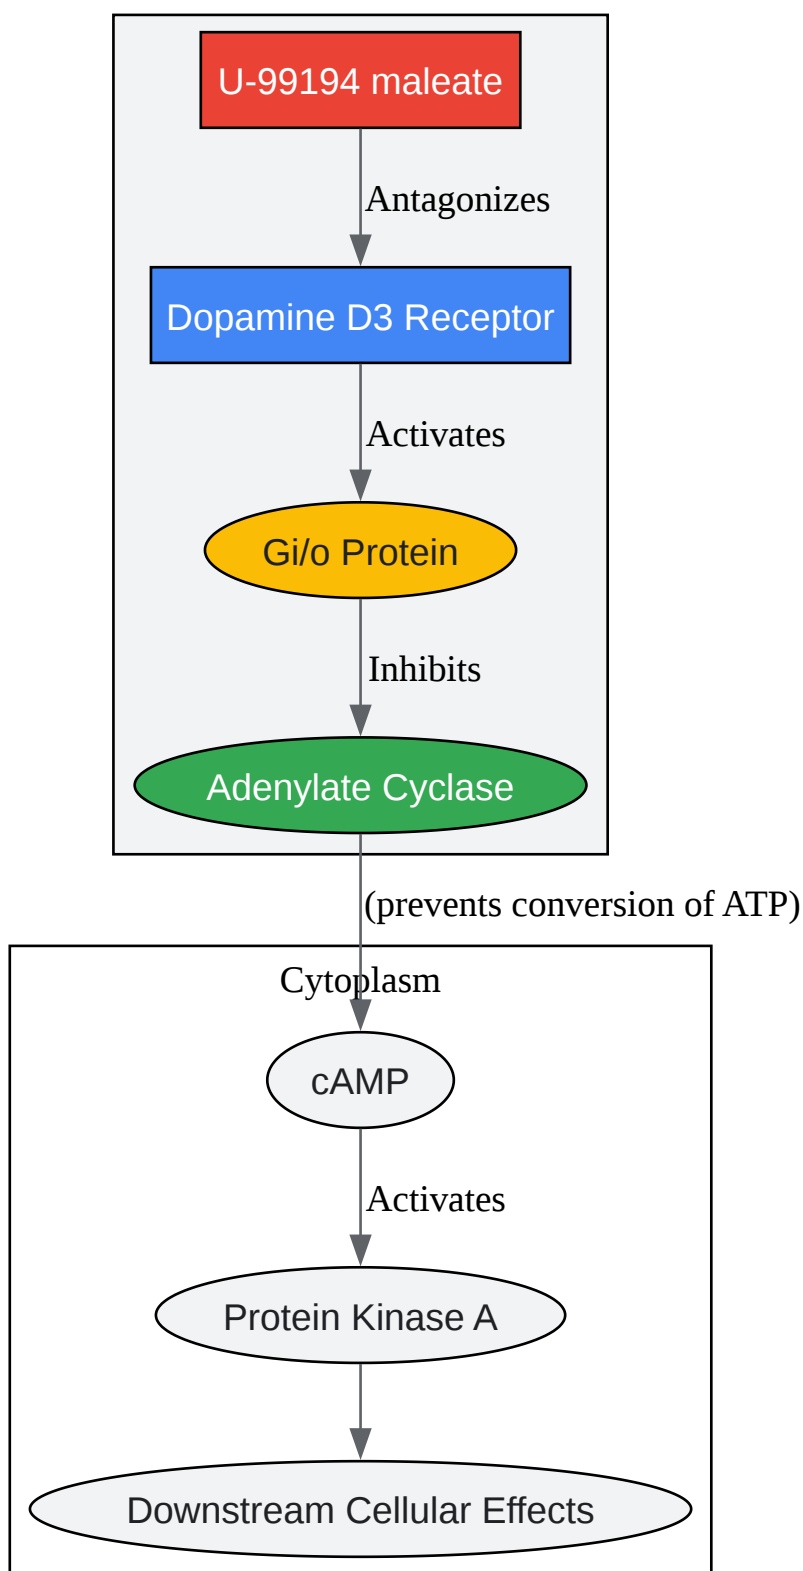 U-99194 maleate
Antagonizes
Dopamine D3 Receptor
Activates
Gi/o Protein
Inhibits
Adenylate Cyclase
(prevents conversion of ATP)
Cytoplasm
cAMP
Activates
Protein Kinase A
Downstream Cellular Effects